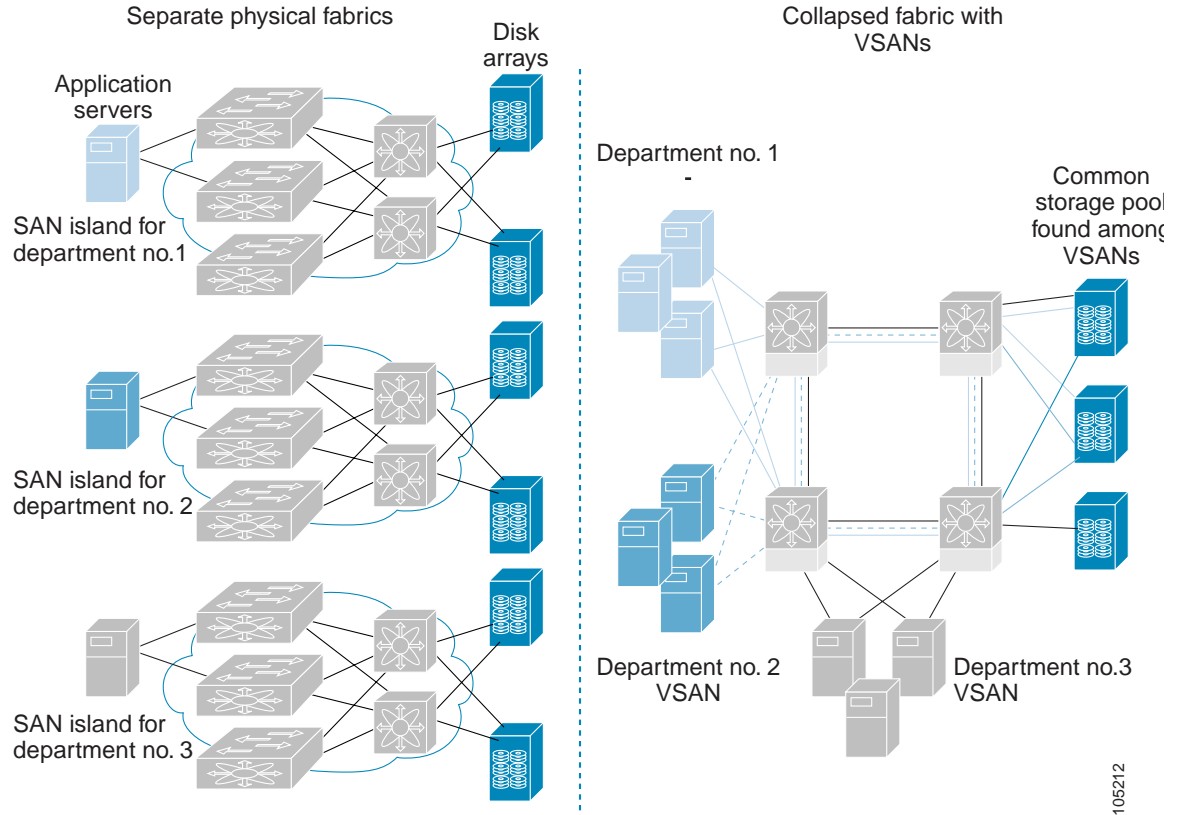 Separate physical fabrics
Disk
arrays
Application
servers
SAN island for
department no.1
SAN island for
department no. 2
SAN island for
department no. 3
Collapsed fabric with
VSANs
Department no. 1
-
Common
storage pool
found among
VSANs
Department no. 2
VSAN
Department no.3
VSAN
105212